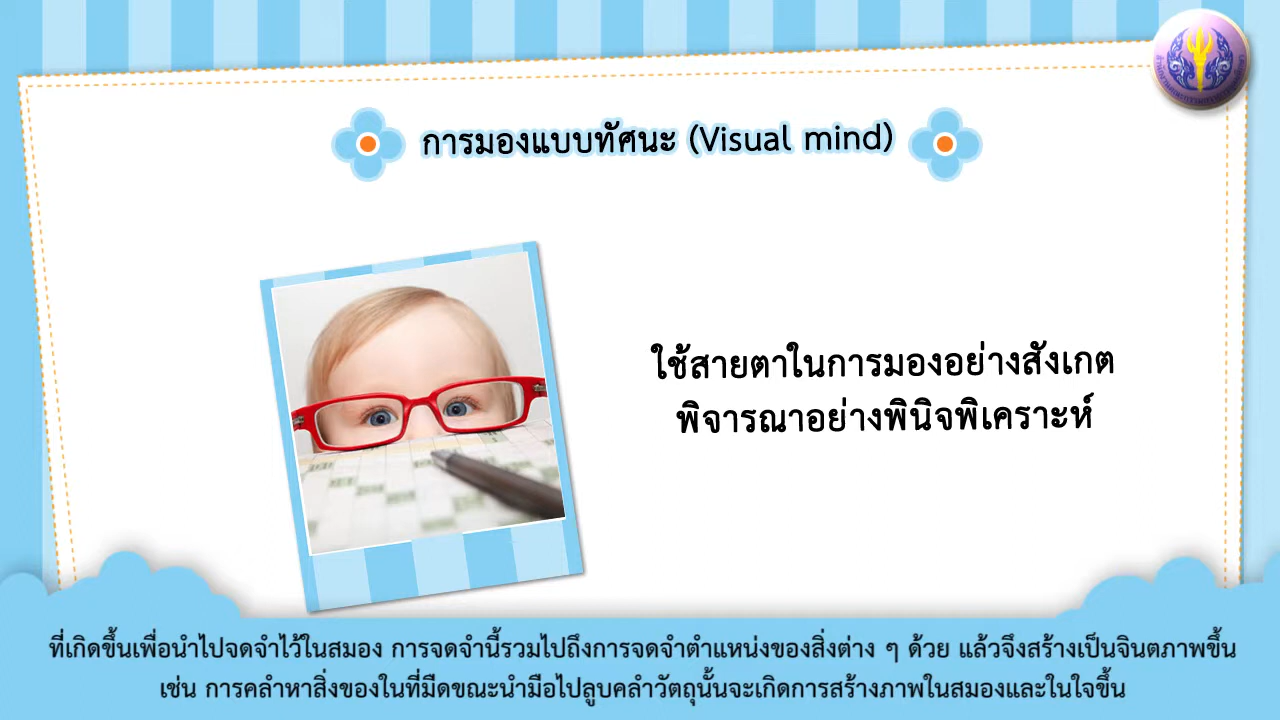 การมองแบบทัศนะ (Visual mind)
ใช้สายตาในการมองอย่างสังเกต
พิจารณาอย่างพินิจพิเคราะห์
ที่เกิดขึ้นเพื่อนำไปจดจำไว้ในสมอง การจดจำนี้รวมไปถึงการจดจำตำแหน่งของสิ่งต่าง ๆ ด้วย แล้วจึงสร้างเป็นจินตภาพขึ้น
เช่น การคลำหาสิ่งของในที่มืดขณะนำมือไปลูบคลำวัตถุนั้นจะเกิดการสร้างภาพในสมองและในใจขึ้น